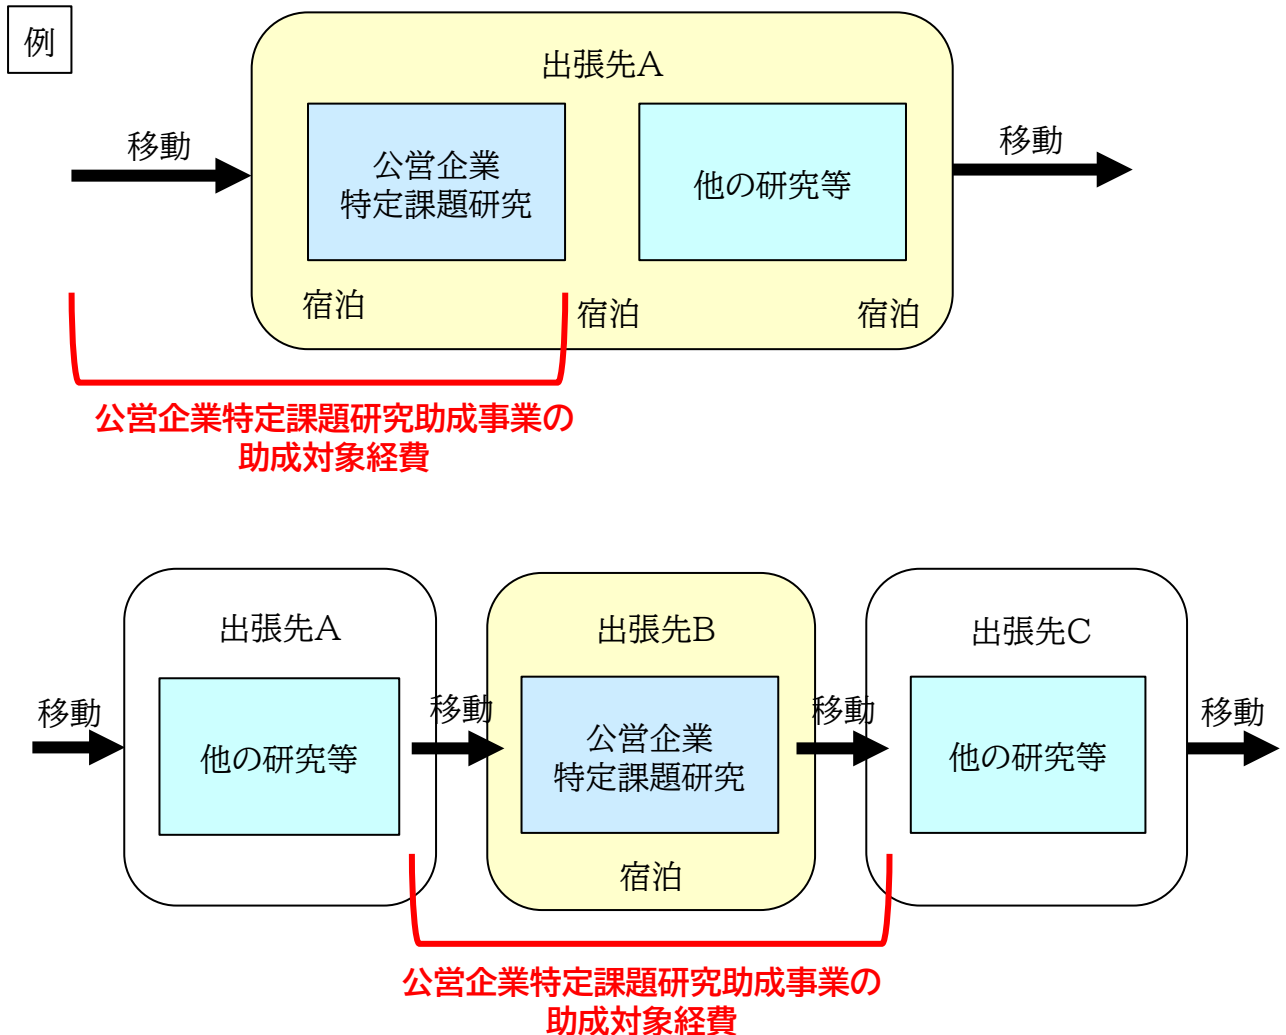 例
出張先A
移動
公営企業
特定課題研究
他の研究等
移動
宿泊
宿泊
宿泊
公営企業特定課題研究助成事業の
助成対象経費
出張先A
出張先B
出張先C
移動
他の研究等
移動
公営企業
特定課題研究
移動
他の研究等
移動
宿泊
公営企業特定課題研究助成事業の
助成対象経費